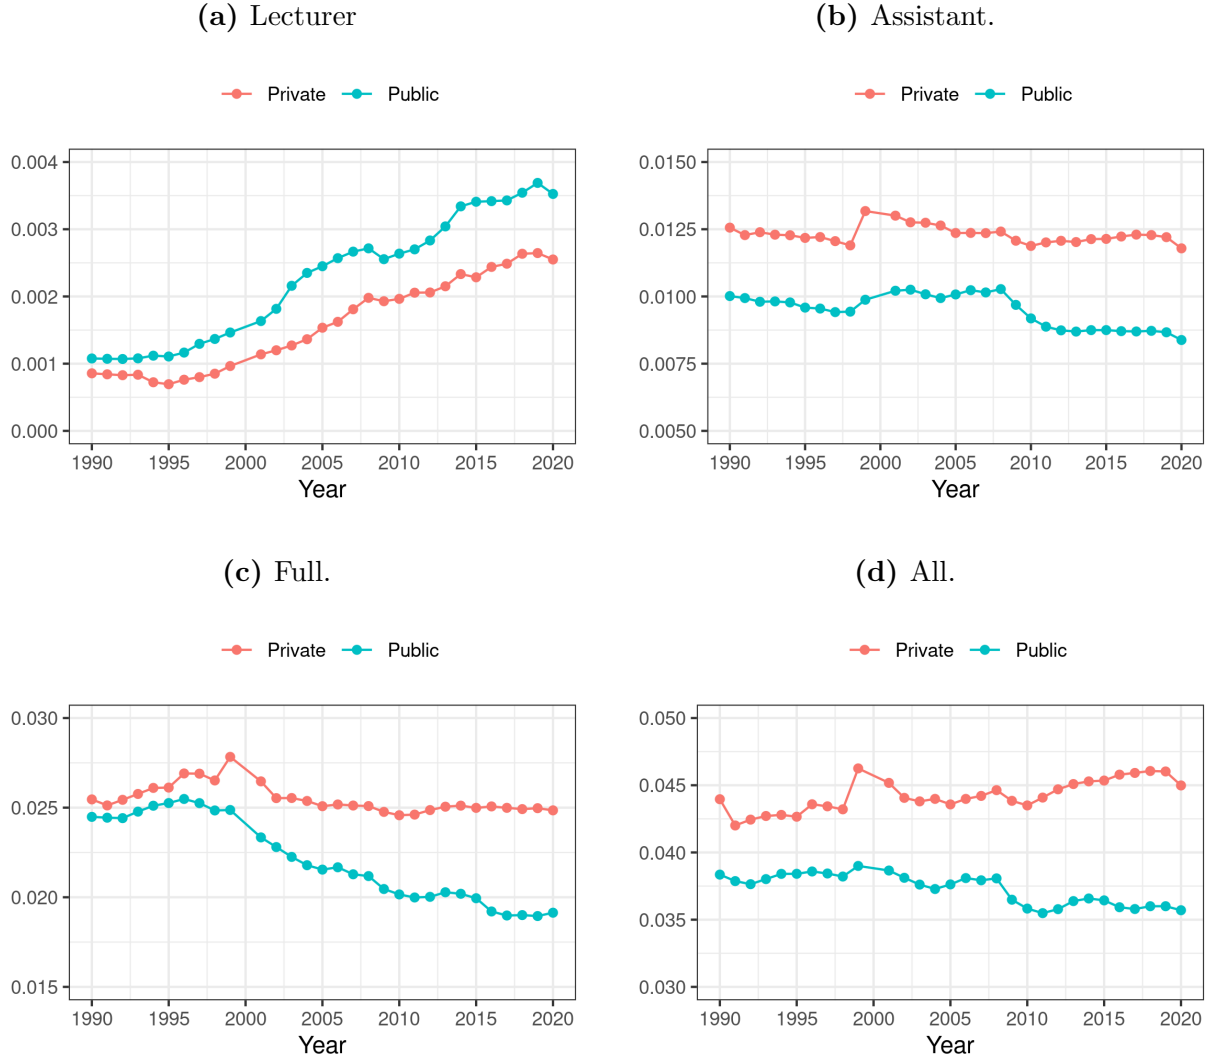 (a) Lecturer
Private Public
0.004
0.003
0.002
0.001
0.000
1990 1995 2000 2005 2010 2015 2020
Year
(b) Assistant.
Private Public
0.0150
0.0125
0.0100
0.0075
0.0050
1990 1995 2000 2005 2010 2015 2020
Year
(c) Full.
Private Public
0.030
0.025
0.020
0.015
1990 1995 2000 2005 2010 2015 2020
Year
(d) All.
Private Public
0.050
0.045
0.040
0.035
0.030
1990 1995 2000 2005 2010 2015 2020
Year